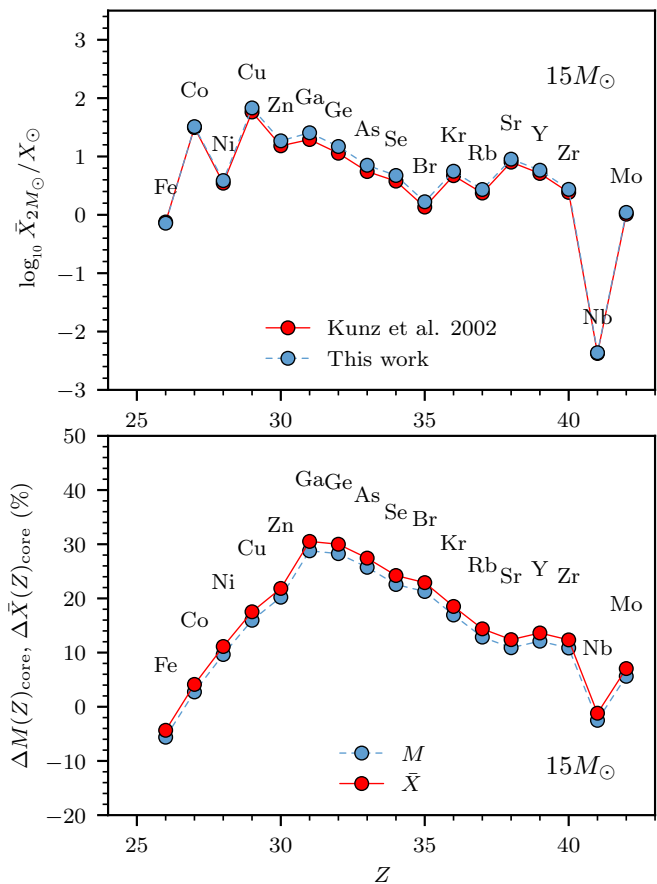 3
2
1
0
−1
−2
−3
log₁₀ X̄₂M⊙/X⊙
15M⊙
Fe
Co
Ni
Cu
Zn
Ga
Ge
As
Se
Br
Kr
Rb
Sr
Y
Zr
Nb
Mo
Kunz et al. 2002
This work
25 30 35 40
50
40
30
20
10
0
−10
−20
ΔM(Z)core, ΔX̄(Z)core (%)
Fe
Co
Ni
Cu
Zn
Ga
Ge
As
Se
Br
Kr
Rb
Sr
Y
Zr
Nb
Mo
M
X̄
15M⊙
25 30 35 40
Z